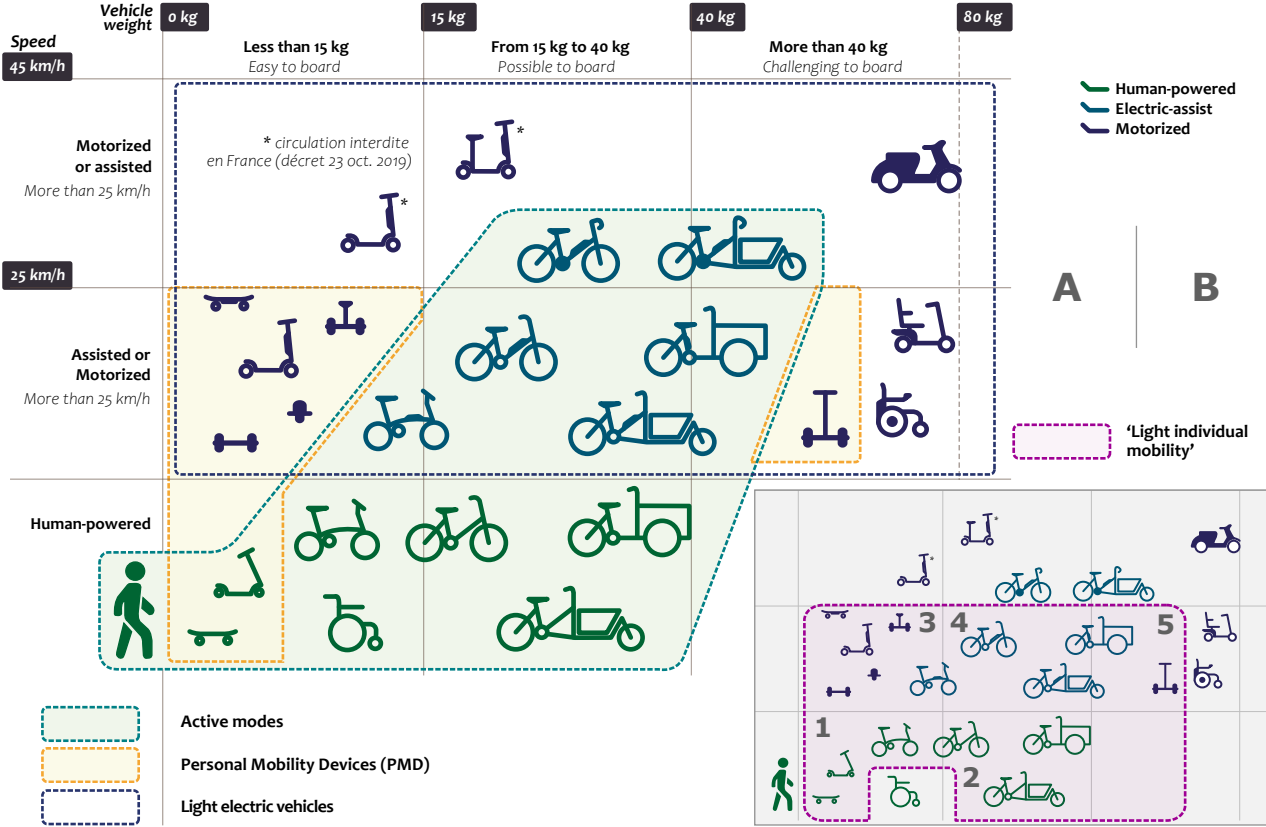 Vehicle
weight
0 kg
15 kg
40 kg
80 kg
Speed
45 km/h
Less than 15 kg
Easy to board
From 15 kg to 40 kg
Possible to board
More than 40 kg
Challenging to board
Human-powered
Electric-assist
Motorized
Motorized
or assisted
More than 25 km/h
* circulation interdite
en France (décret 23 oct. 2019)
*
*
25 km/h
A
B
Assisted or
Motorized
More than 25 km/h
'Light individual
mobility'
Human-powered
*
*
3
4
5
1
2
Active modes
Personal Mobility Devices (PMD)
Light electric vehicles